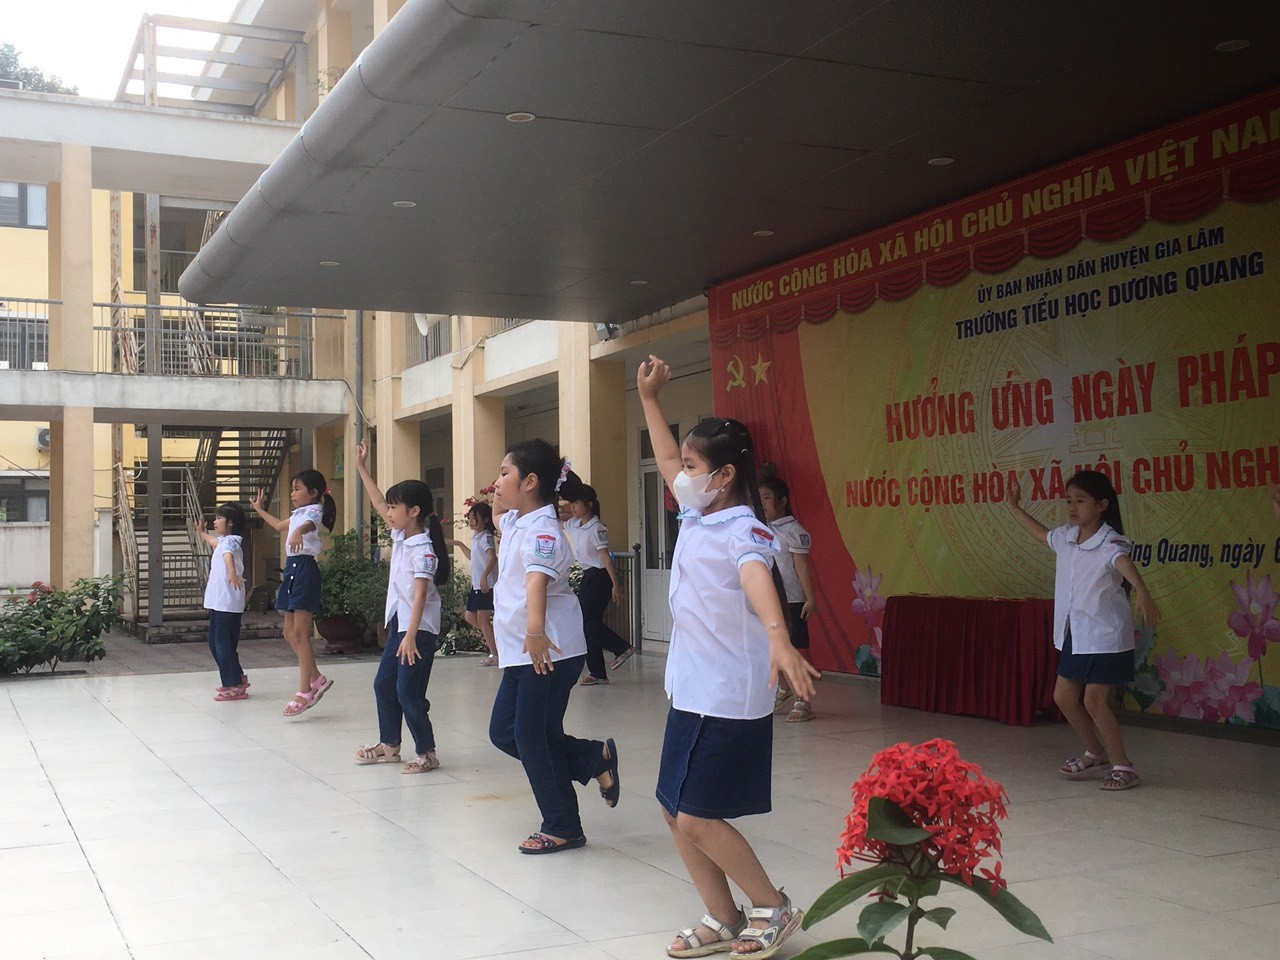 NƯỚC CỘNG HÒA XÃ HỘI CHỦ NGHĨA VIỆT NAM
ỦY BAN NHÂN DÂN HUYỆN GIA LÂM
TRƯỜNG TIỂU HỌC DƯƠNG QUANG
HƯỞNG ỨNG NGÀY PHÁP
NƯỚC CỘNG HÒA XÃ HỘI CHỦ NGH
Quang, ngày